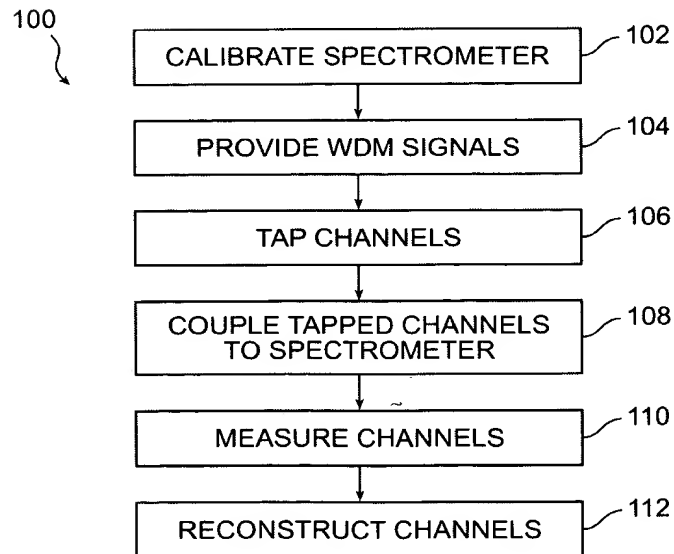 100
CALIBRATE SPECTROMETER
102
PROVIDE WDM SIGNALS
104
TAP CHANNELS
106
COUPLE TAPPED CHANNELS
TO SPECTROMETER
108
MEASURE CHANNELS
110
RECONSTRUCT CHANNELS
112